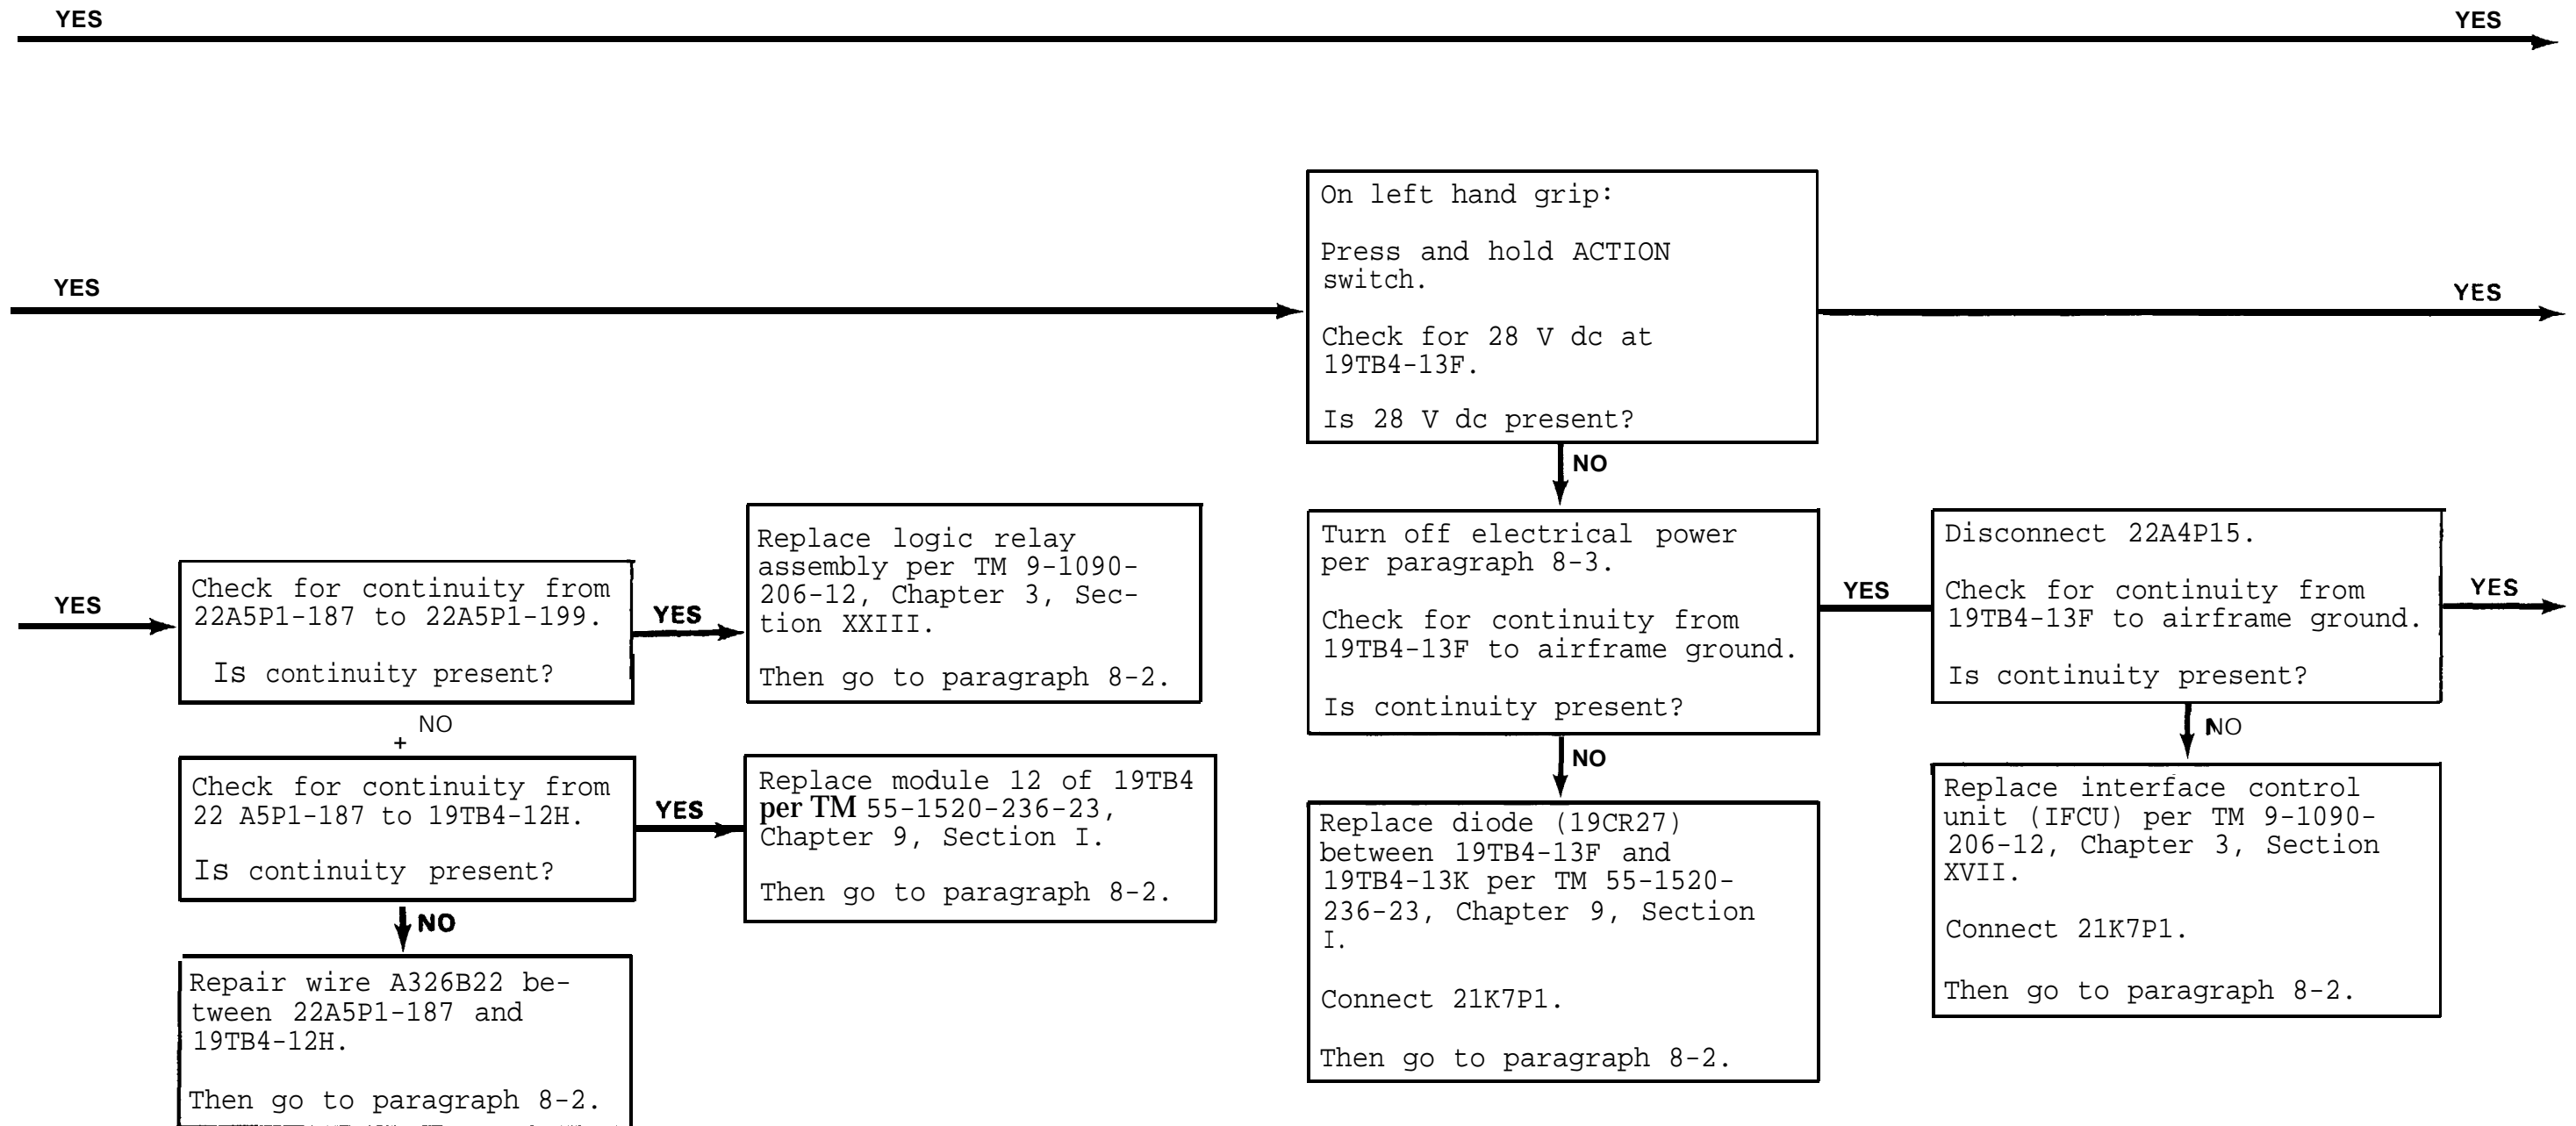 YES
YES
On left hand grip:
Press and hold ACTION
switch.
Check for 28 V dc at
19TB4-13F.
Is 28 V dc present?
YES
YES
NO
YES
Check for continuity from
22A5P1-187 to 22A5P1-199.
Is continuity present?
YES
Replace logic relay
assembly per TM 9-1090-
206-12, Chapter 3, Sec-
tion XXIII.
Then go to paragraph 8-2.
NO
+
Check for continuity from
22 A5P1-187 to 19TB4-12H.
Is continuity present?
YES
Replace module 12 of 19TB4
per TM 55-1520-236-23,
Chapter 9, Section I.
Then go to paragraph 8-2.
NO
Repair wire A326B22 be-
tween 22A5P1-187 and
19TB4-12H.
Then go to paragraph 8-2.
Turn off electrical power
per paragraph 8-3.
Check for continuity from
19TB4-13F to airframe ground.
Is continuity present?
YES
Disconnect 22A4P15.
Check for continuity from
19TB4-13F to airframe ground.
Is continuity present?
YES
NO
Replace diode (19CR27)
between 19TB4-13F and
19TB4-13K per TM 55-1520-
236-23, Chapter 9, Section
I.
Connect 21K7P1.
Then go to paragraph 8-2.
NO
Replace interface control
unit (IFCU) per TM 9-1090-
206-12, Chapter 3, Section
XVII.
Connect 21K7P1.
Then go to paragraph 8-2.